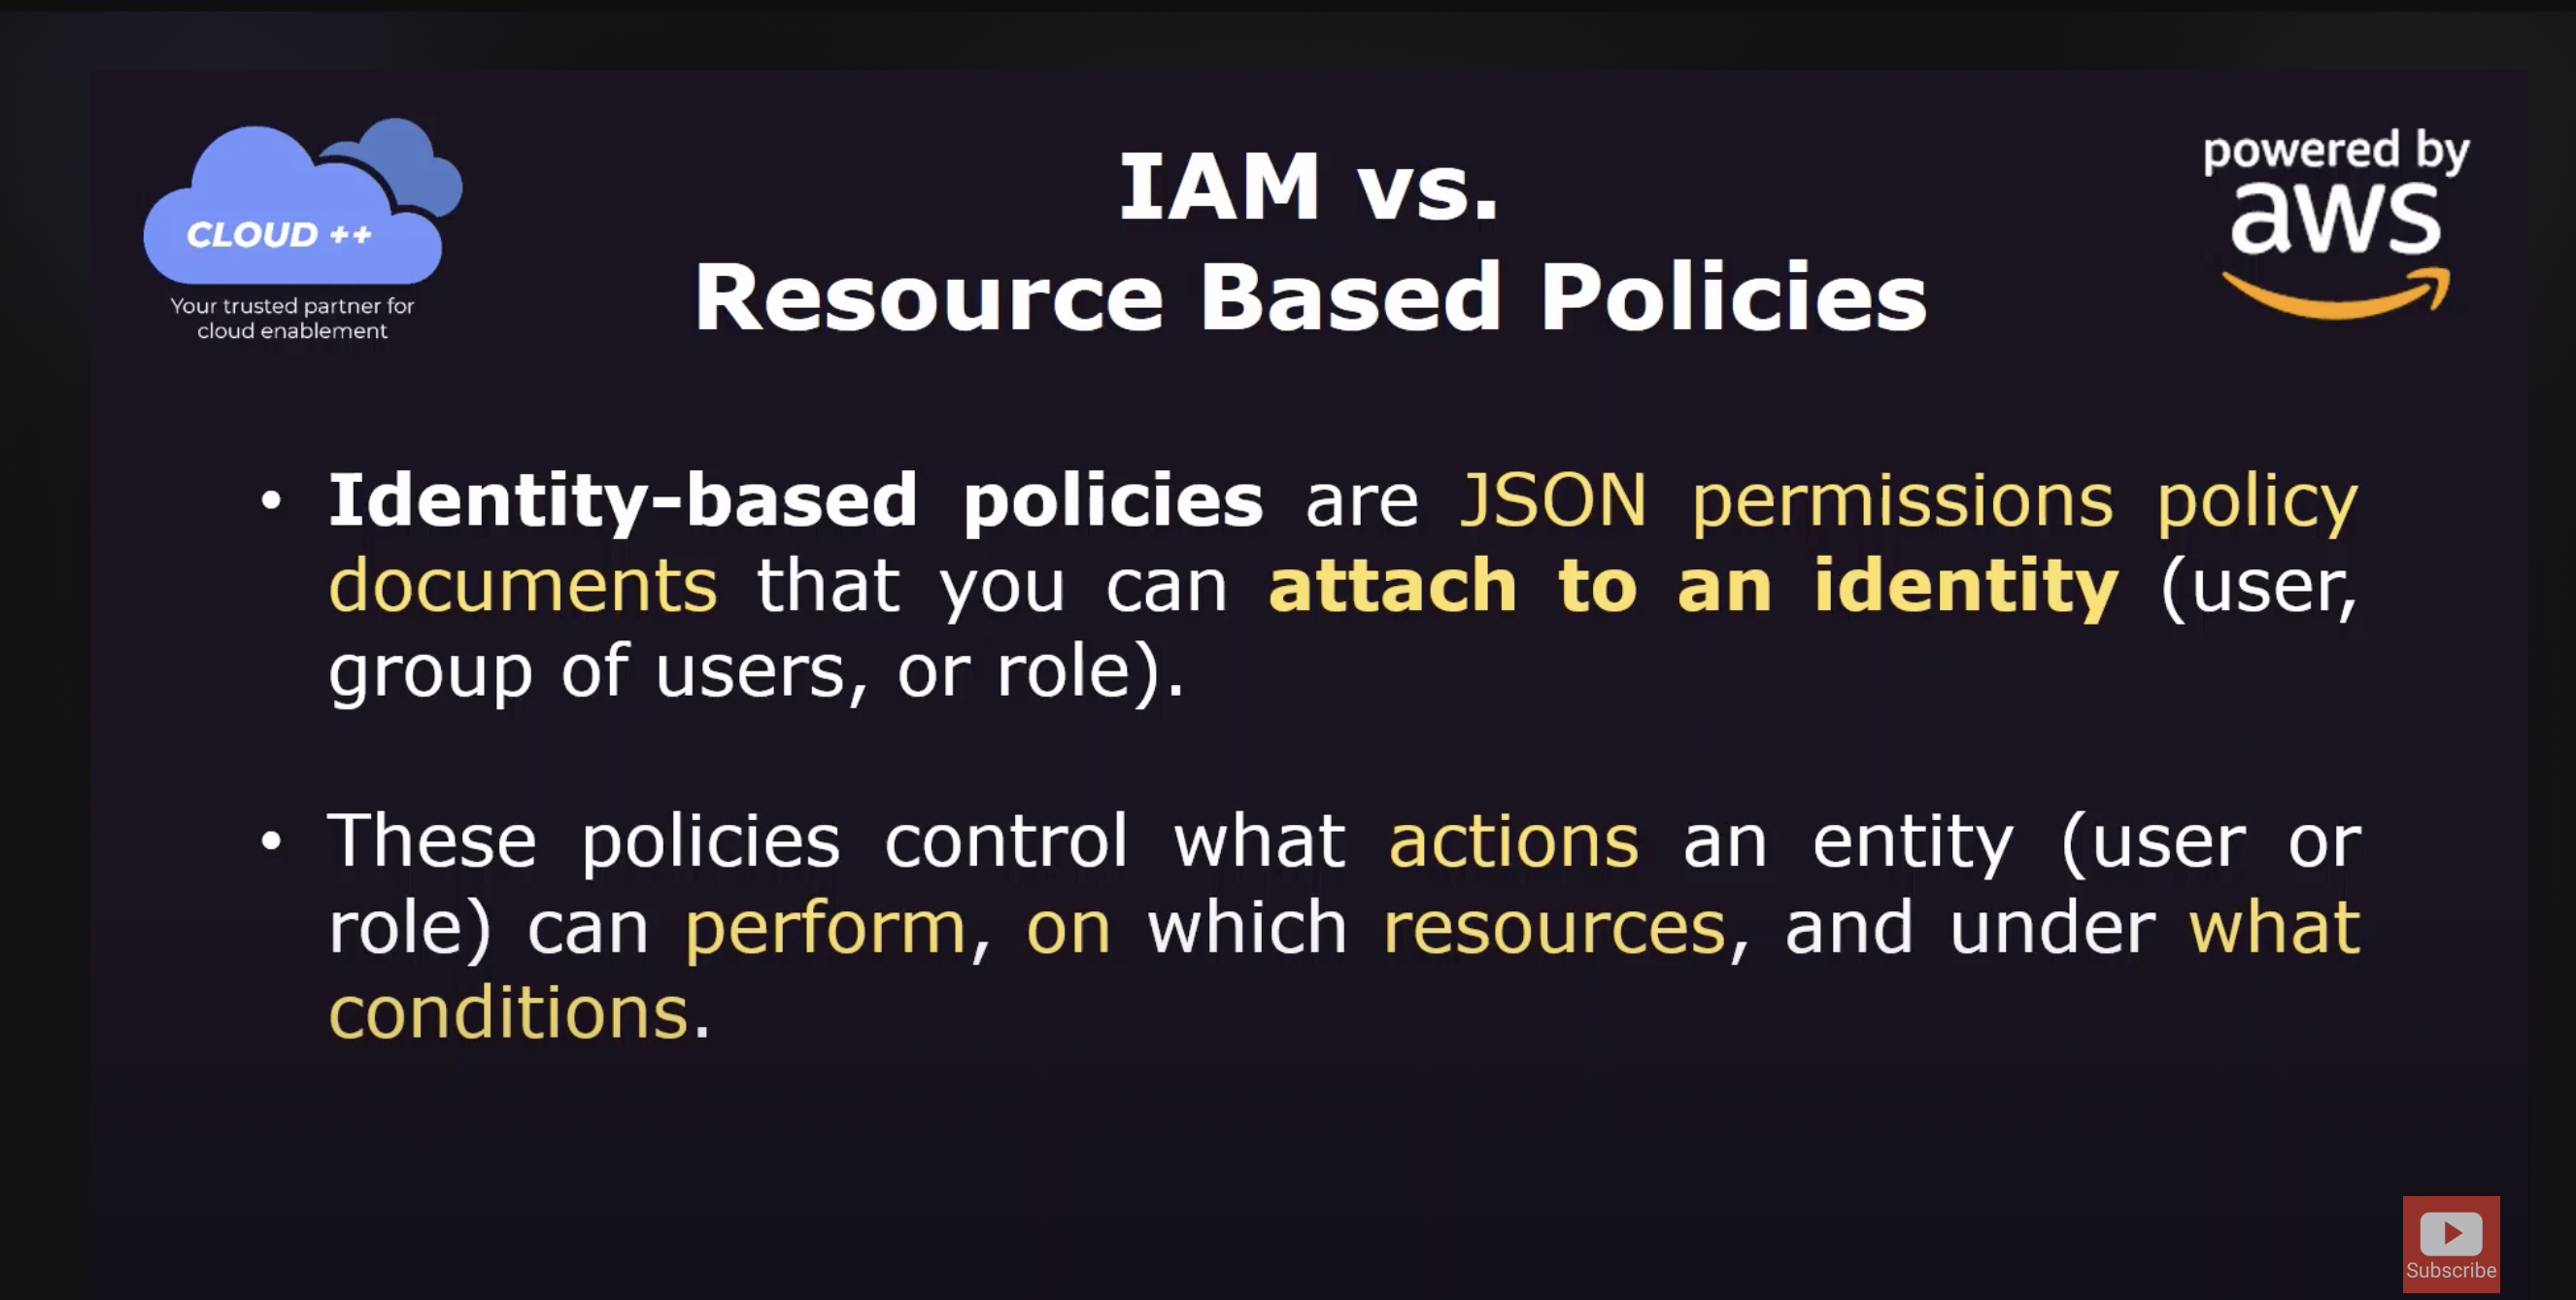 CLOUD ++
Your trusted partner for
cloud enablement
IAM vs.
Resource Based Policies
powered by
aws
• Identity-based policies are JSON permissions policy
documents that you can attach to an identity (user,
group of users, or role).
• These policies control what actions an entity (user or
role) can perform, on which resources, and under what
conditions.
Subscribe